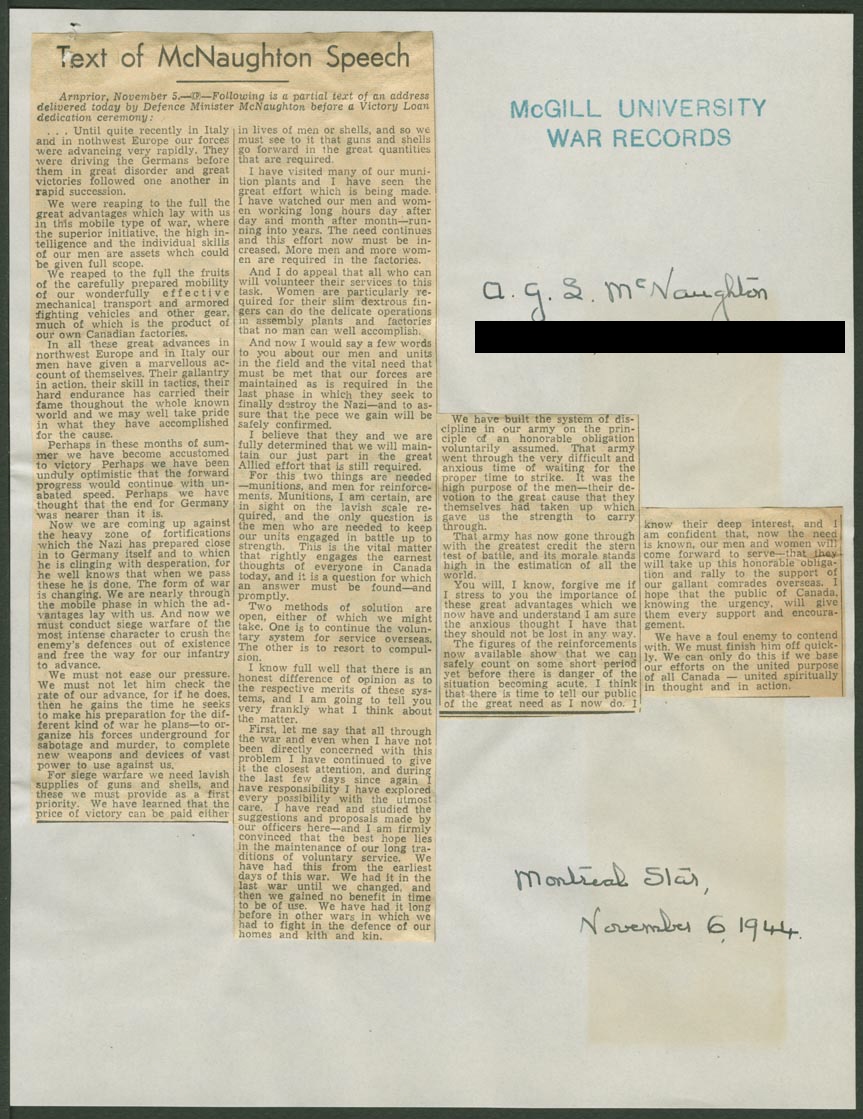 Text of McNaughton Speech
Arnprior, November 5.—(CP)—Following is a partial text of an address
delivered today by Defence Minister McNaughton before a Victory Loan
dedication ceremony:
. . . Until quite recently in Italy
and in nothwest Europe our forces
were advancing very rapidly. They
were driving the Germans before
them in great disorder and great
victories followed one another in
rapid succession.
We were reaping to the full the
great advantages which lay with us
in this mobile type of war, where
the superior initiative, the high in-
telligence and the individual skills
of our men are assets whch could
be given full scope.
We reaped to the full the fruits
of the carefully prepared mobility
of our wonderfully effective
mechanical transport and armored
fighting vehicles and other gear,
much of which is the product of
our own Canadian factories.
In all these great advances in
northwest Europe and in Italy our
men have given a marvellous ac-
count of themselves. Their gallantry
in action, their skill in tactics, their
hard endurance has carried their
fame thoughout the whole known
world and we may well take pride
in what they have accomplished
for the cause.
Perhaps in these months of sum-
mer we have become accustomed
to victory Perhaps we have been
unduly optimistic that the forward
progress would continue with un-
abated speed. Perhaps we have
thought that the end for Germany
was nearer than it is.
Now we are coming up against
the heavy zone of fortifications
which the Nazi has prepared close
in to Germany itself and to which
he is clinging with desperation, for
he well knows that when we pass
these he is done. The form of war
is changing. We are nearly through
the mobile phase in which the ad-
vantages lay with us. And now we
must conduct siege warfare of the
most intense character to crush the
enemy's defences out of existence
and free the way for our infantry
to advance.
We must not ease our pressure.
We must not let him check the
rate of our advance, for if he does,
then he gains the time he seeks
to make his preparation for the dif-
ferent kind of war he plans—to or-
ganize his forces underground for
sabotage and murder, to complete
new weapons and devices of vast
power to use against us.
For siege warfare we need lavish
supplies of guns and shells, and
these we must provide as a first
priority. We have learned that the
price of victory can be paid either
in lives of men or shells, and so we
must see to it that guns and shells
go forward in the great quantities
that are required.
I have visited many of our muni-
tion plants and I have seen the
great effort which is being made.
I have watched our men and wom-
en working long hours day after
day and month after month—run-
ning into years. The need continues
and this effort now must be in-
creased. More men and more wom-
en are required in the factories.
And I do appeal that all who can
will volunteer their services to this
task. Women are particularly re-
quired for their slim dextrous fin-
gers can do the delicate operations
in assembly plants and factories
that no man can well accomplish.
And now I would say a few words
to you about our men and units
in the field and the vital need that
must be met that our forces are
maintained as is required in the
last phase in which they seek to
finally destroy the Nazi—and to as-
sure that the pece we gain will be
safely confirmed.
I believe that they and we are
fully determined that we will main-
tain our just part in the great
Allied effort that is still required.
For this two things are needed
—munitions, and men for reinforce-
ments. Munitions, I am certain, are
in sight on the lavish scale re-
quired, and the only question is
the men who are needed to keep
our units engaged in battle up to
strength. This is the vital matter
that rightly engages the earnest
thoughts of everyone in Canada
today, and it is a question for which
an answer must be found—and
promptly.
Two methods of solution are
open, either of which we might
take. One is to continue the volun-
tary system for service overseas.
The other is to resort to compul-
sion.
I know full well that there is an
honest difference of opinion as to
the respective merits of these sys-
tems, and I am going to tell you
very frankly what I think about
the matter.
First, let me say that all through
the war and even when I have not
been directly concerned with this
problem I have continued to give
it the closest attention, and during
the last few days since again I
have responsibility I have explored
every possibility with the utmost
care. I have read and studied the
suggestions and proposals made by
our officers here—and I am firmly
convinced that the best hope lies
in the maintenance of our long tra-
ditions of voluntary service. We
have had this from the earliest
days of this war. We had it in the
last war until we changed, and
then we gained no benefit in time
to be of use. We have had it long
before in other wars in which we
had to fight in the defence of our
homes and kith and kin.
McGILL UNIVERSITY
WAR RECORDS
A. G. L. McNaughton
We have built the system of dis-
cipline in our army on the prin-
ciple of an honorable obligation
voluntarily assumed. That army
went through the very difficult and
anxious time of waiting for the
proper time to strike. It was the
high purpose of the men—their de-
votion to the great cause that they
themselves had taken up which
gave us the strength to carry
through.
That army has now gone through
with the greatest credit the stern
test of battle, and its morale stands
high in the estimation of all the
world.
You will, I know, forgive me if
I stress to you the importance of
these great advantages which we
now have and understand I am sure
the anxious thought I have that
they should not be lost in any way.
The figures of the reinforcements
now available show that we can
safely count on some short period
yet before there is danger of the
situation becoming acute. I think
that there is time to tell our public
of the great need as I now do. I
know their deep interest, and I
am confident that, now the need
is known, our men and women will
come forward to serve—that they
will take up this honorable obliga-
tion and rally to the support of
our gallant comrades overseas. I
hope that the public of Canada,
knowing the urgency, will give
them every support and encoura-
gement.
We have a foul enemy to contend
with. We must finish him off quick-
ly. We can only do this if we base
our efforts on the united purpose
of all Canada — united spiritually
in thought and in action.
Montreal Star,
November 6, 1944.